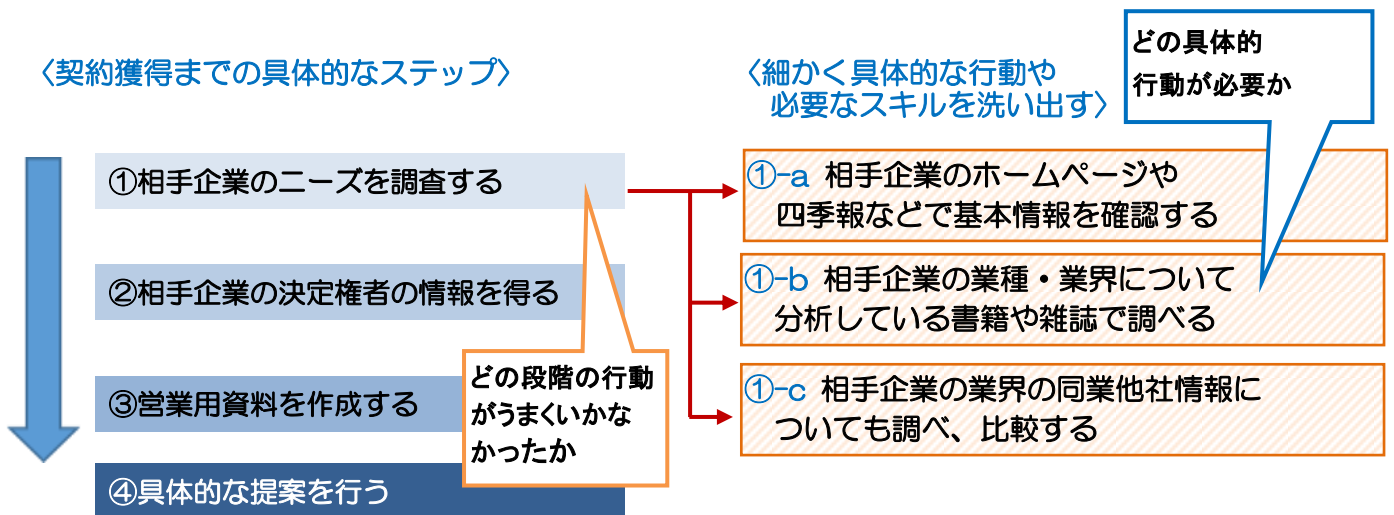 〈契約獲得までの具体的なステップ〉
①相手企業のニーズを調査する
②相手企業の決定権者の情報を得る
③営業用資料を作成する
④具体的な提案を行う
どの段階の行動
がうまくいかな
かったか
〈細かく具体的な行動や
必要なスキルを洗い出す〉
どの具体的
行動が必要か
①-a 相手企業のホームページや
四季報などで基本情報を確認する
①-b 相手企業の業種・業界について
分析している書籍や雑誌で調べる
①-c 相手企業の業界の同業他社情報に
ついても調べ、比較する